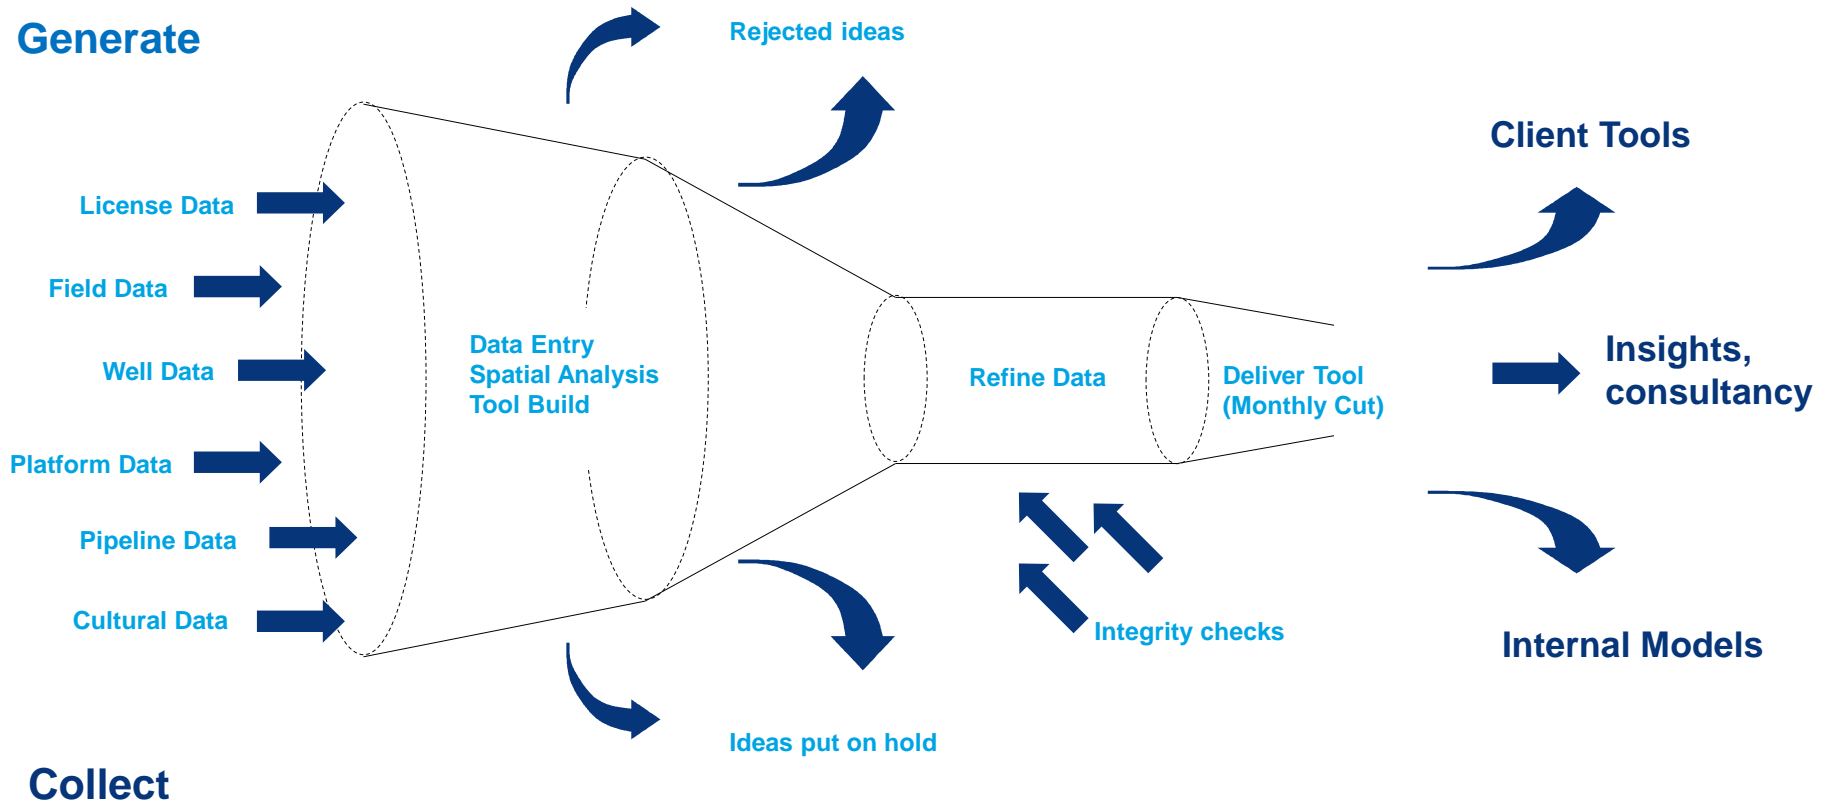 Generate
Rejected ideas
Client Tools
License Data
Field Data
Well Data
Platform Data
Pipeline Data
Cultural Data
Data Entry
Spatial Analysis
Tool Build
Refine Data
Deliver Tool
(Monthly Cut)
Insights,
consultancy
Integrity checks
Internal Models
Ideas put on hold
Collect